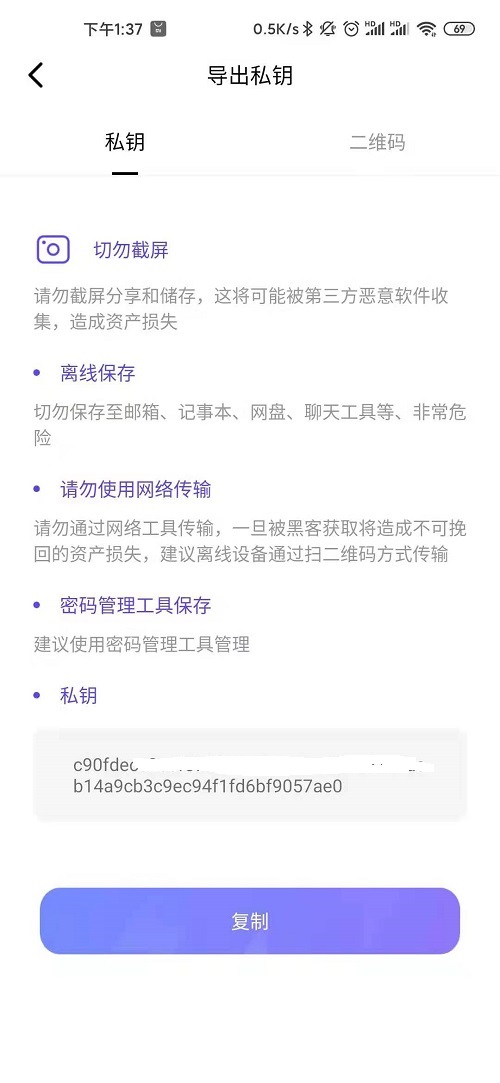 下午1:37
0.5K/s
HD
HD
69
导出私钥
私钥
二维码
切勿截屏
请勿截屏分享和储存，这将可能被第三方恶意软件收
集，造成资产损失
离线保存
切勿保存至邮箱、记事本、网盘、聊天工具等、非常危
险
请勿使用网络传输
请勿通过网络工具传输，一旦被黑客获取将造成不可挽
回的资产损失，建议离线设备通过扫二维码方式传输
密码管理工具保存
建议使用密码管理工具管理
私钥
c90fdec
b14a9cb3c9ec94f1fd6bf9057ae0
复制